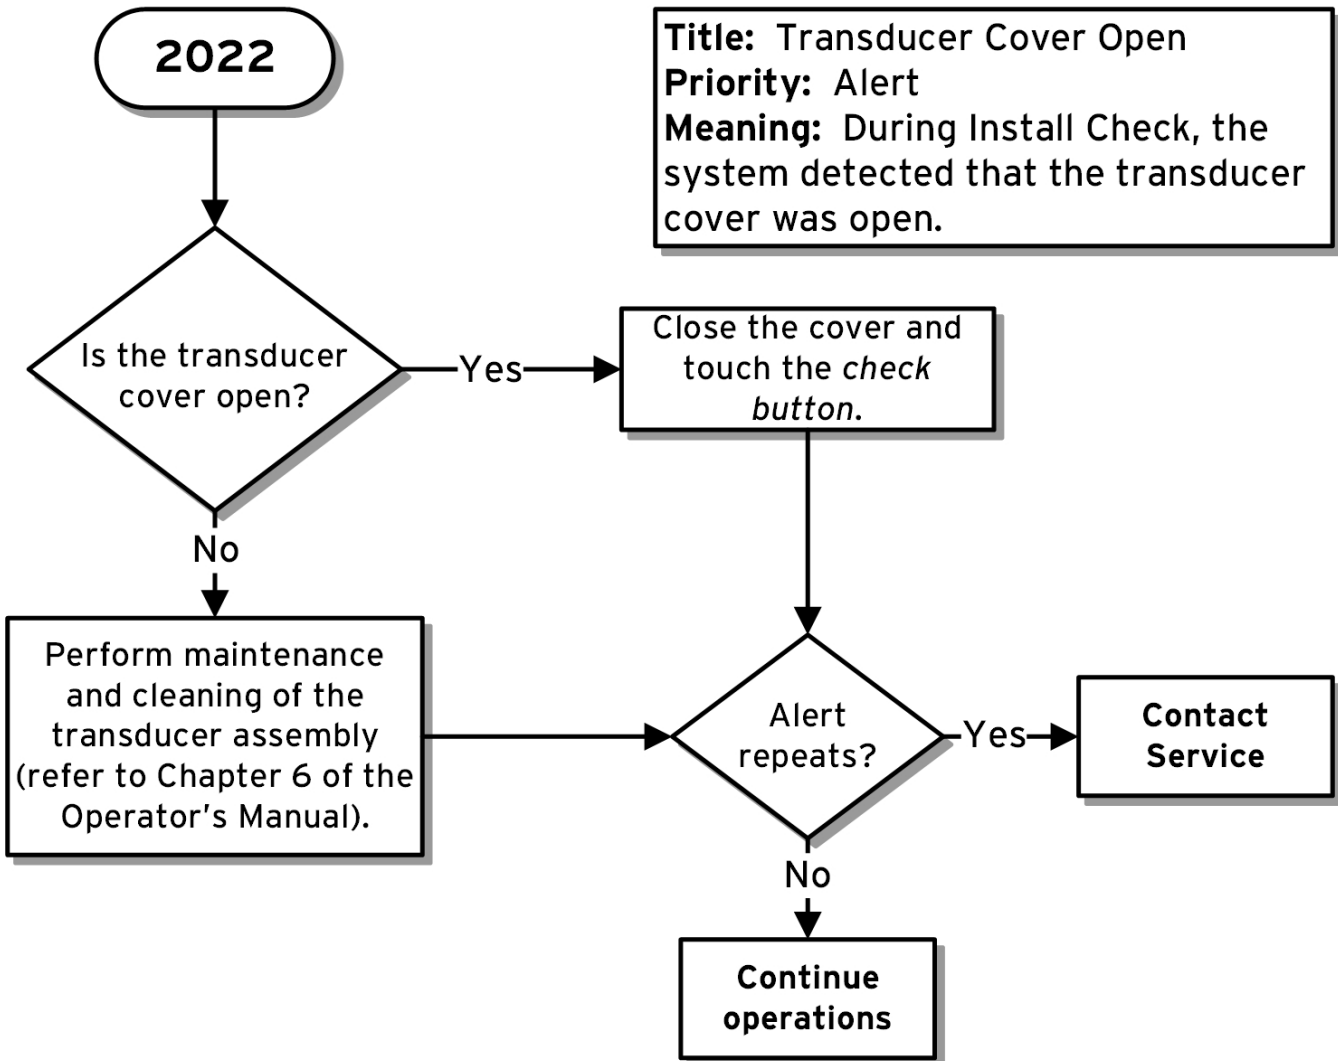 2022
Title: Transducer Cover Open
Priority: Alert
Meaning: During Install Check, the
system detected that the transducer
cover was open.
Is the transducer
cover open?
Yes
Close the cover and
touch the check
button.
No
Perform maintenance
and cleaning of the
transducer assembly
(refer to Chapter 6 of the
Operator's Manual).
Alert
repeats?
Yes
Contact
Service
No
Continue
operations